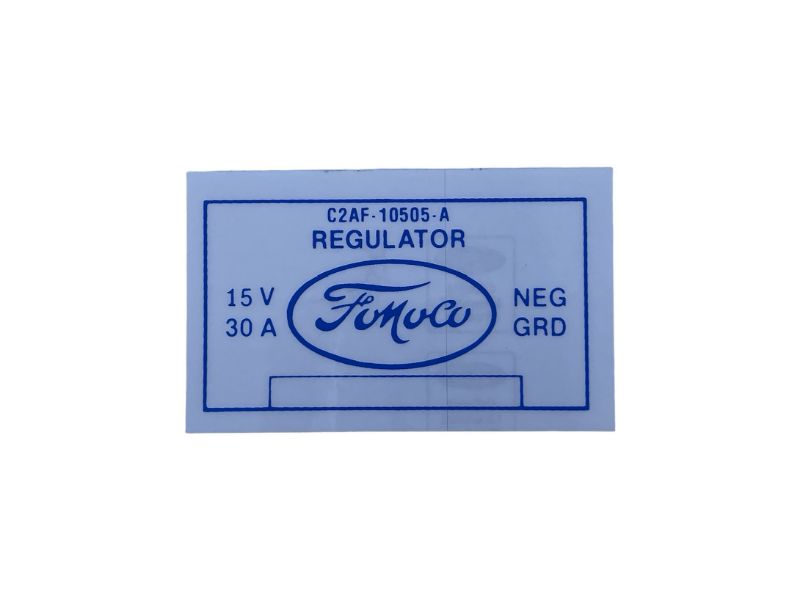 C2AF-10505-A
REGULATOR
15 V
30 A
FoMoCo
NEG
GRD